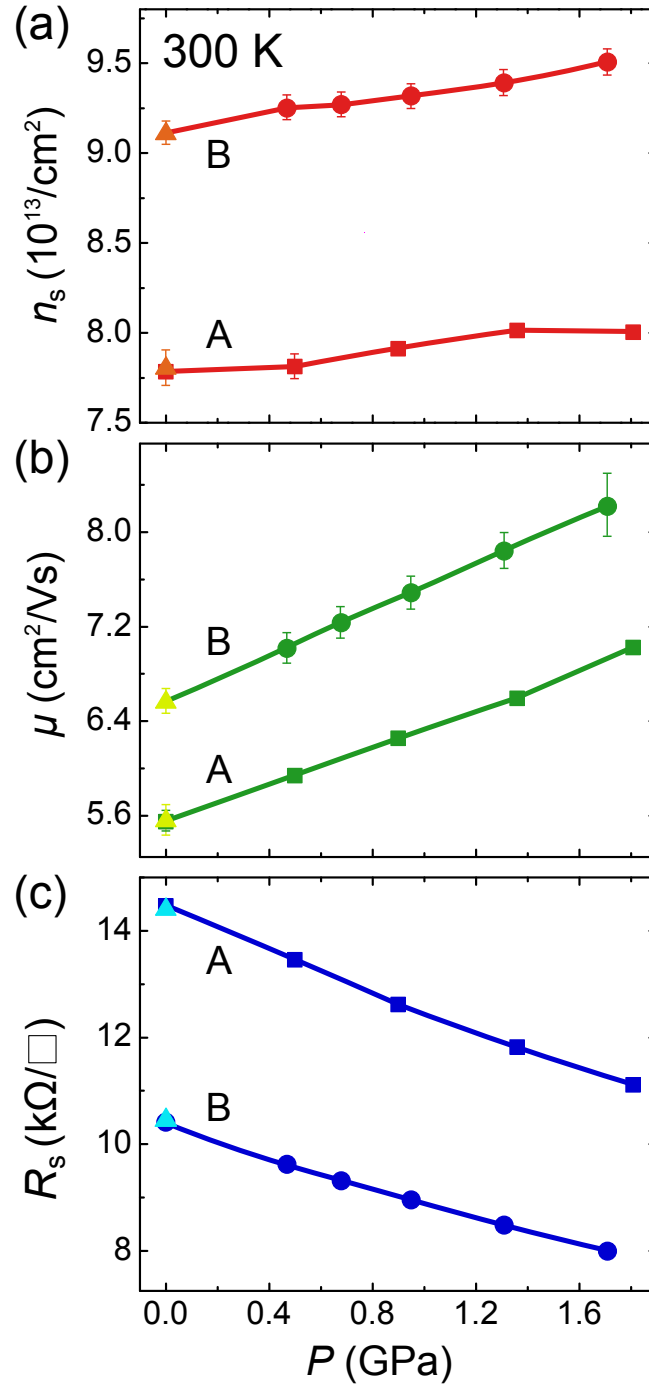 (a)
300 K
9.5
9.0
8.5
8.0
7.5
nₛ (10¹³/cm²)
B
A
(b)
8.0
7.2
6.4
5.6
μ (cm²/Vs)
B
A
(c)
14
12
10
8
Rₛ (kΩ/□)
A
B
0.0 0.4 0.8 1.2 1.6
P (GPa)